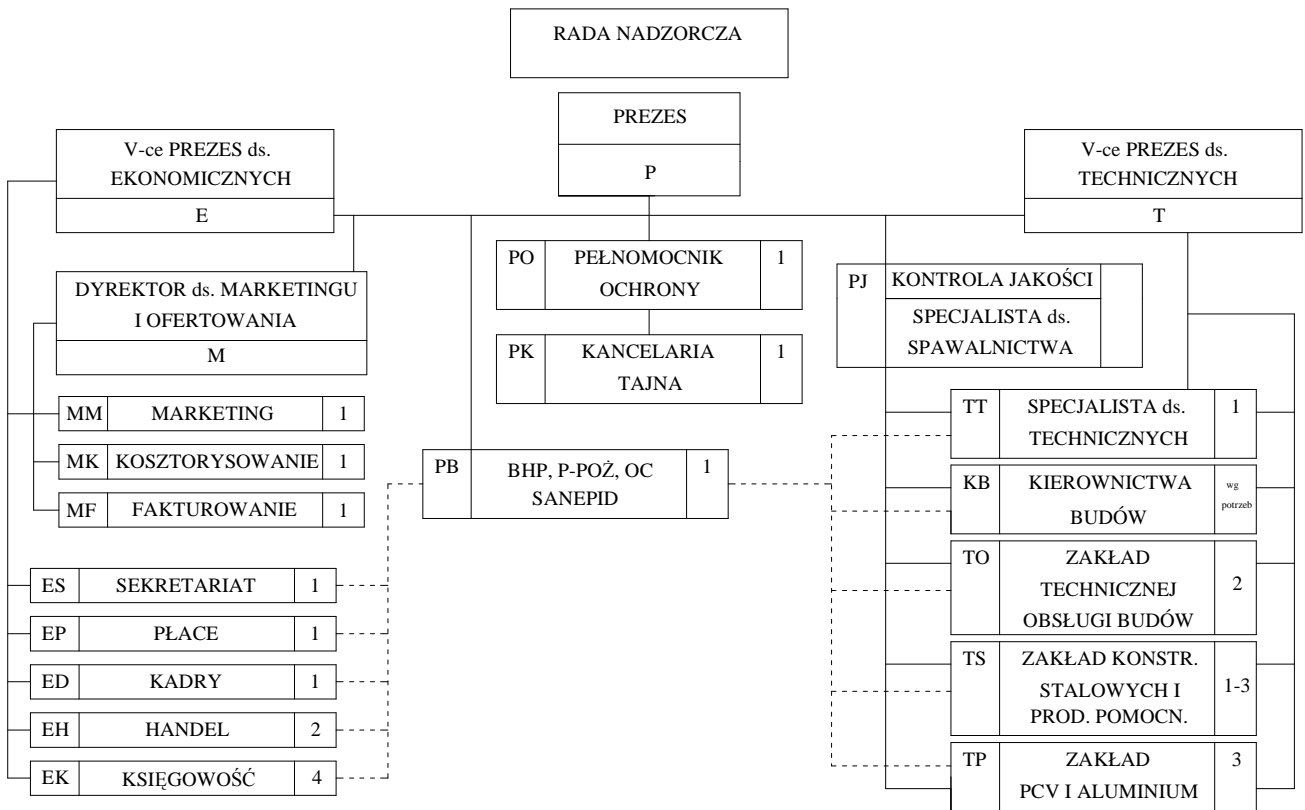 RADA NADZORCZA
PREZES
P
V-ce PREZES ds.
EKONOMICZNYCH
E
V-ce PREZES ds.
TECHNICZNYCH
T
DYREKTOR ds. MARKETINGU
I OFERTOWANIA
M
PO PEŁNOMOCNIK 1
OCHRONY
PK KANCELARIA 1
TAJNA
PJ KONTROLA JAKOŚCI
SPECJALISTA ds.
SPAWALNICTWA
MM MARKETING 1
MK KOSZTORYSOWANIE 1
MF FAKTUROWANIE 1
PB BHP, P-POŻ, OC 1
SANEPID
ES SEKRETARIAT 1
EP PŁACE 1
ED KADRY 1
EH HANDEL 2
EK KSIĘGOWOŚĆ 4
TT SPECJALISTA ds. 1
TECHNICZNYCH
KB KIEROWNICTWA wg
BUDÓW potrzeb
TO ZAKŁAD
TECHNICZNEJ 2
OBSŁUGI BUDÓW
TS ZAKŁAD KONSTR.
STALOWYCH I 1-3
PROD. POMOCN.
TP ZAKŁAD 3
PCV I ALUMINIUM